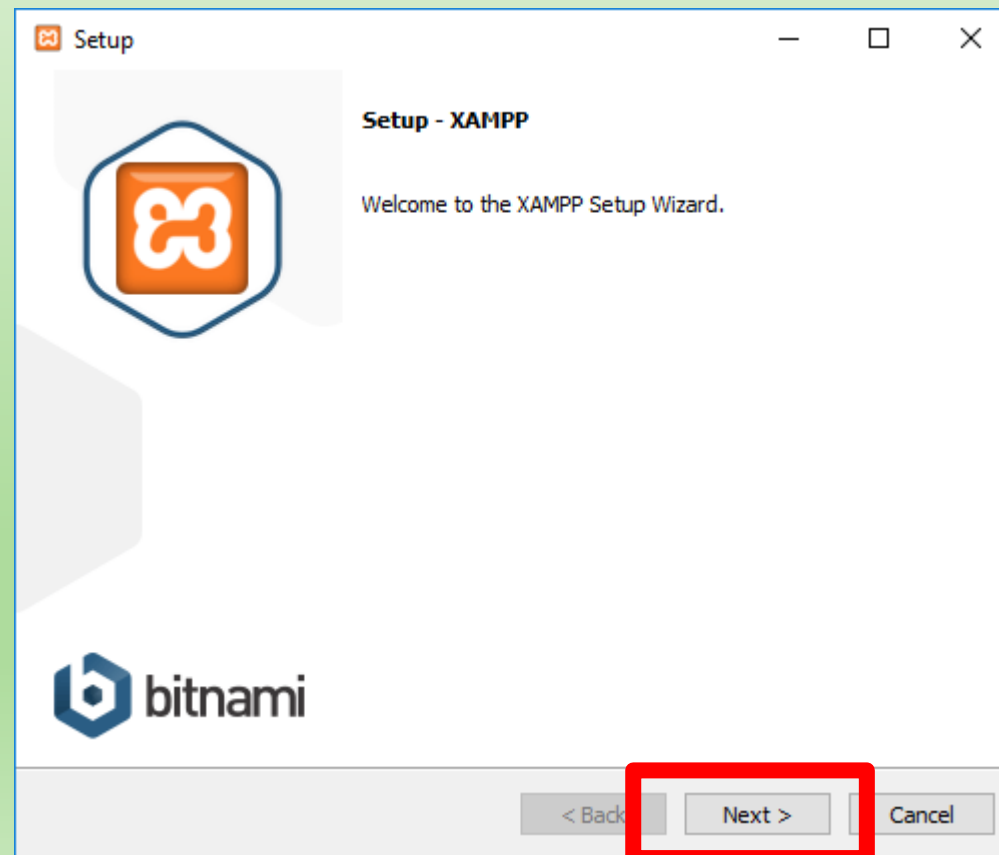 Setup
Setup - XAMPP
Welcome to the XAMPP Setup Wizard.
bitnami
< Back
Next >
Cancel